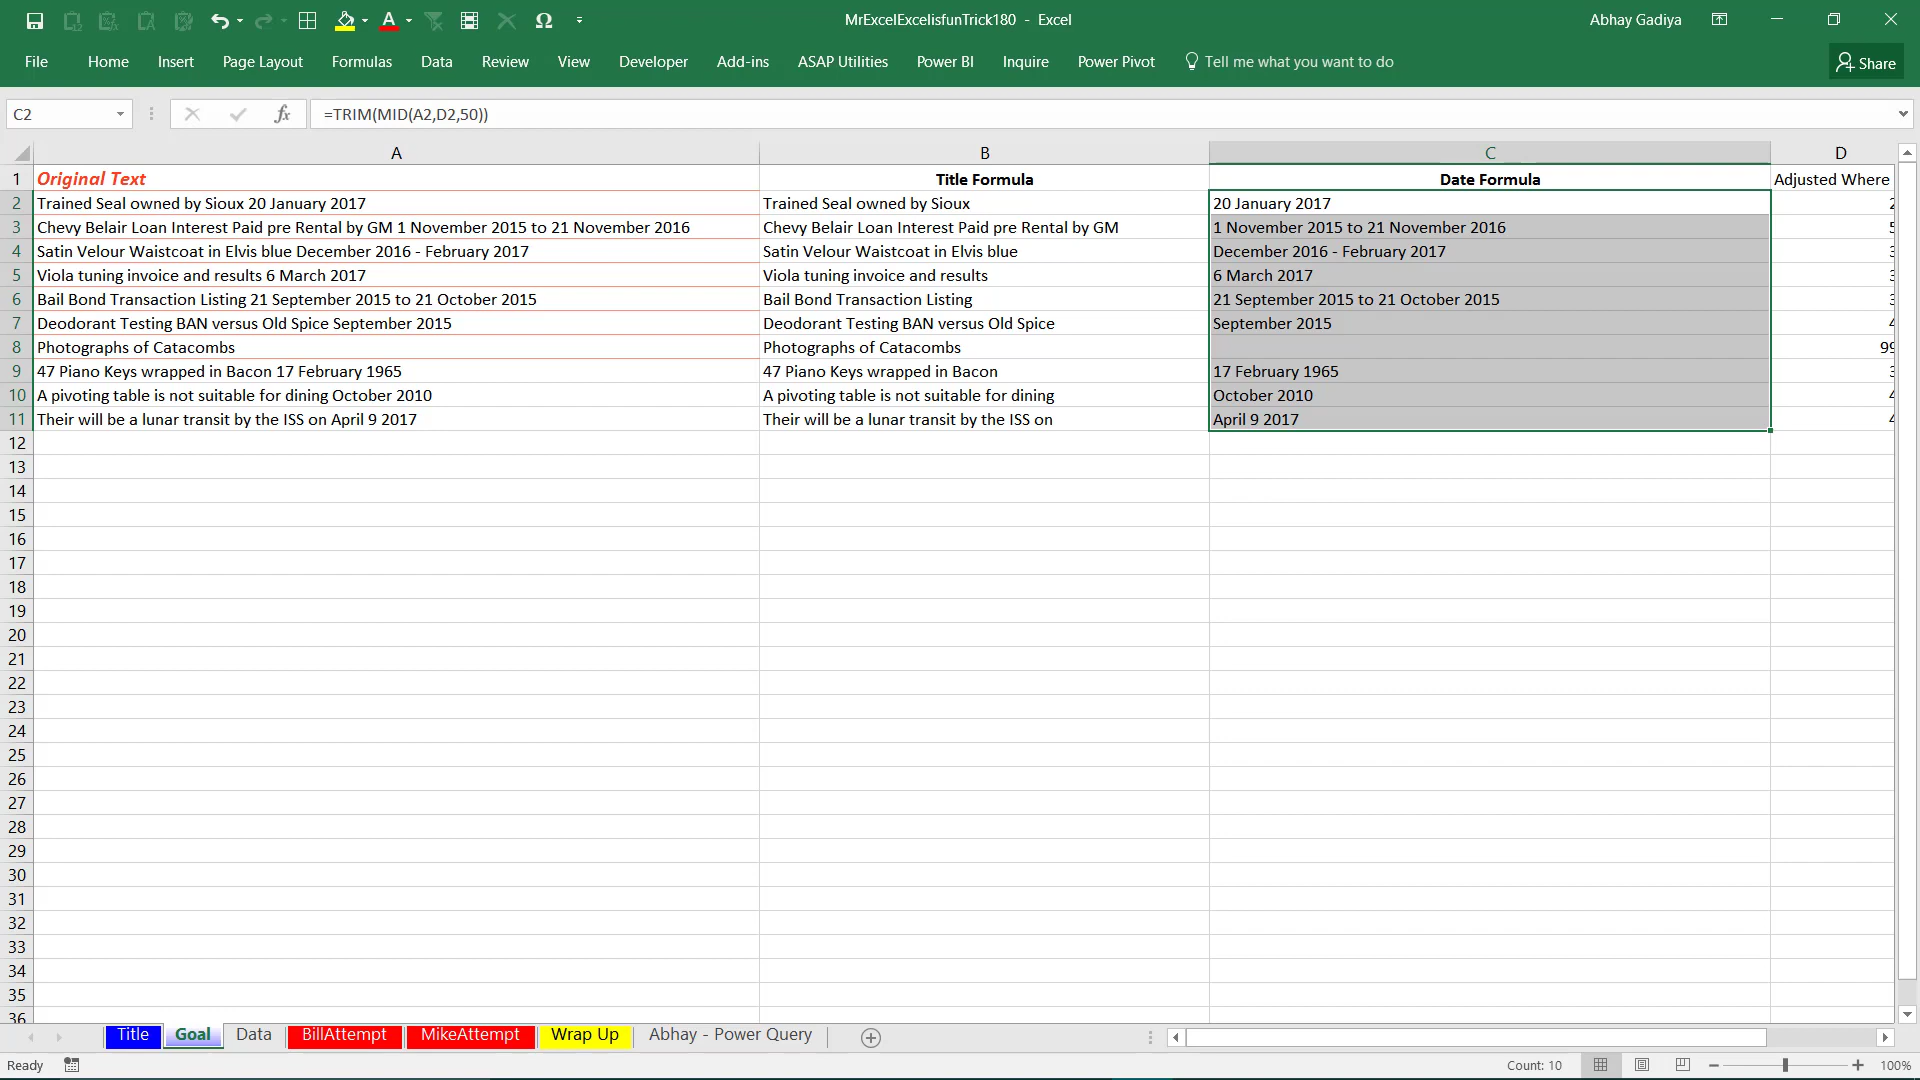 MrExcelExcelisfunTrick180 - Excel
Abhay Gadiya
File Home Insert Page Layout Formulas Data Review View Developer Add-ins ASAP Utilities Power BI Inquire Power Pivot Tell me what you want to do Share
C2 fx =TRIM(MID(A2,D2,50))
A B C D
1 Original Text Title Formula Date Formula Adjusted Where
2 Trained Seal owned by Sioux 20 January 2017 Trained Seal owned by Sioux 20 January 2017
3 Chevy Belair Loan Interest Paid pre Rental by GM 1 November 2015 to 21 November 2016 Chevy Belair Loan Interest Paid pre Rental by GM 1 November 2015 to 21 November 2016
4 Satin Velour Waistcoat in Elvis blue December 2016 - February 2017 Satin Velour Waistcoat in Elvis blue December 2016 - February 2017
5 Viola tuning invoice and results 6 March 2017 Viola tuning invoice and results 6 March 2017
6 Bail Bond Transaction Listing 21 September 2015 to 21 October 2015 Bail Bond Transaction Listing 21 September 2015 to 21 October 2015
7 Deodorant Testing BAN versus Old Spice September 2015 Deodorant Testing BAN versus Old Spice September 2015
8 Photographs of Catacombs Photographs of Catacombs
9 47 Piano Keys wrapped in Bacon 17 February 1965 47 Piano Keys wrapped in Bacon 17 February 1965
10 A pivoting table is not suitable for dining October 2010 A pivoting table is not suitable for dining October 2010
11 Their will be a lunar transit by the ISS on April 9 2017 Their will be a lunar transit by the ISS on April 9 2017
12
13
14
15
16
17
18
19
20
21
22
23
24
25
26
27
28
29
30
31
32
33
34
35
36
Title Goal Data BillAttempt MikeAttempt Wrap Up Abhay - Power Query
Ready Count: 10 100%